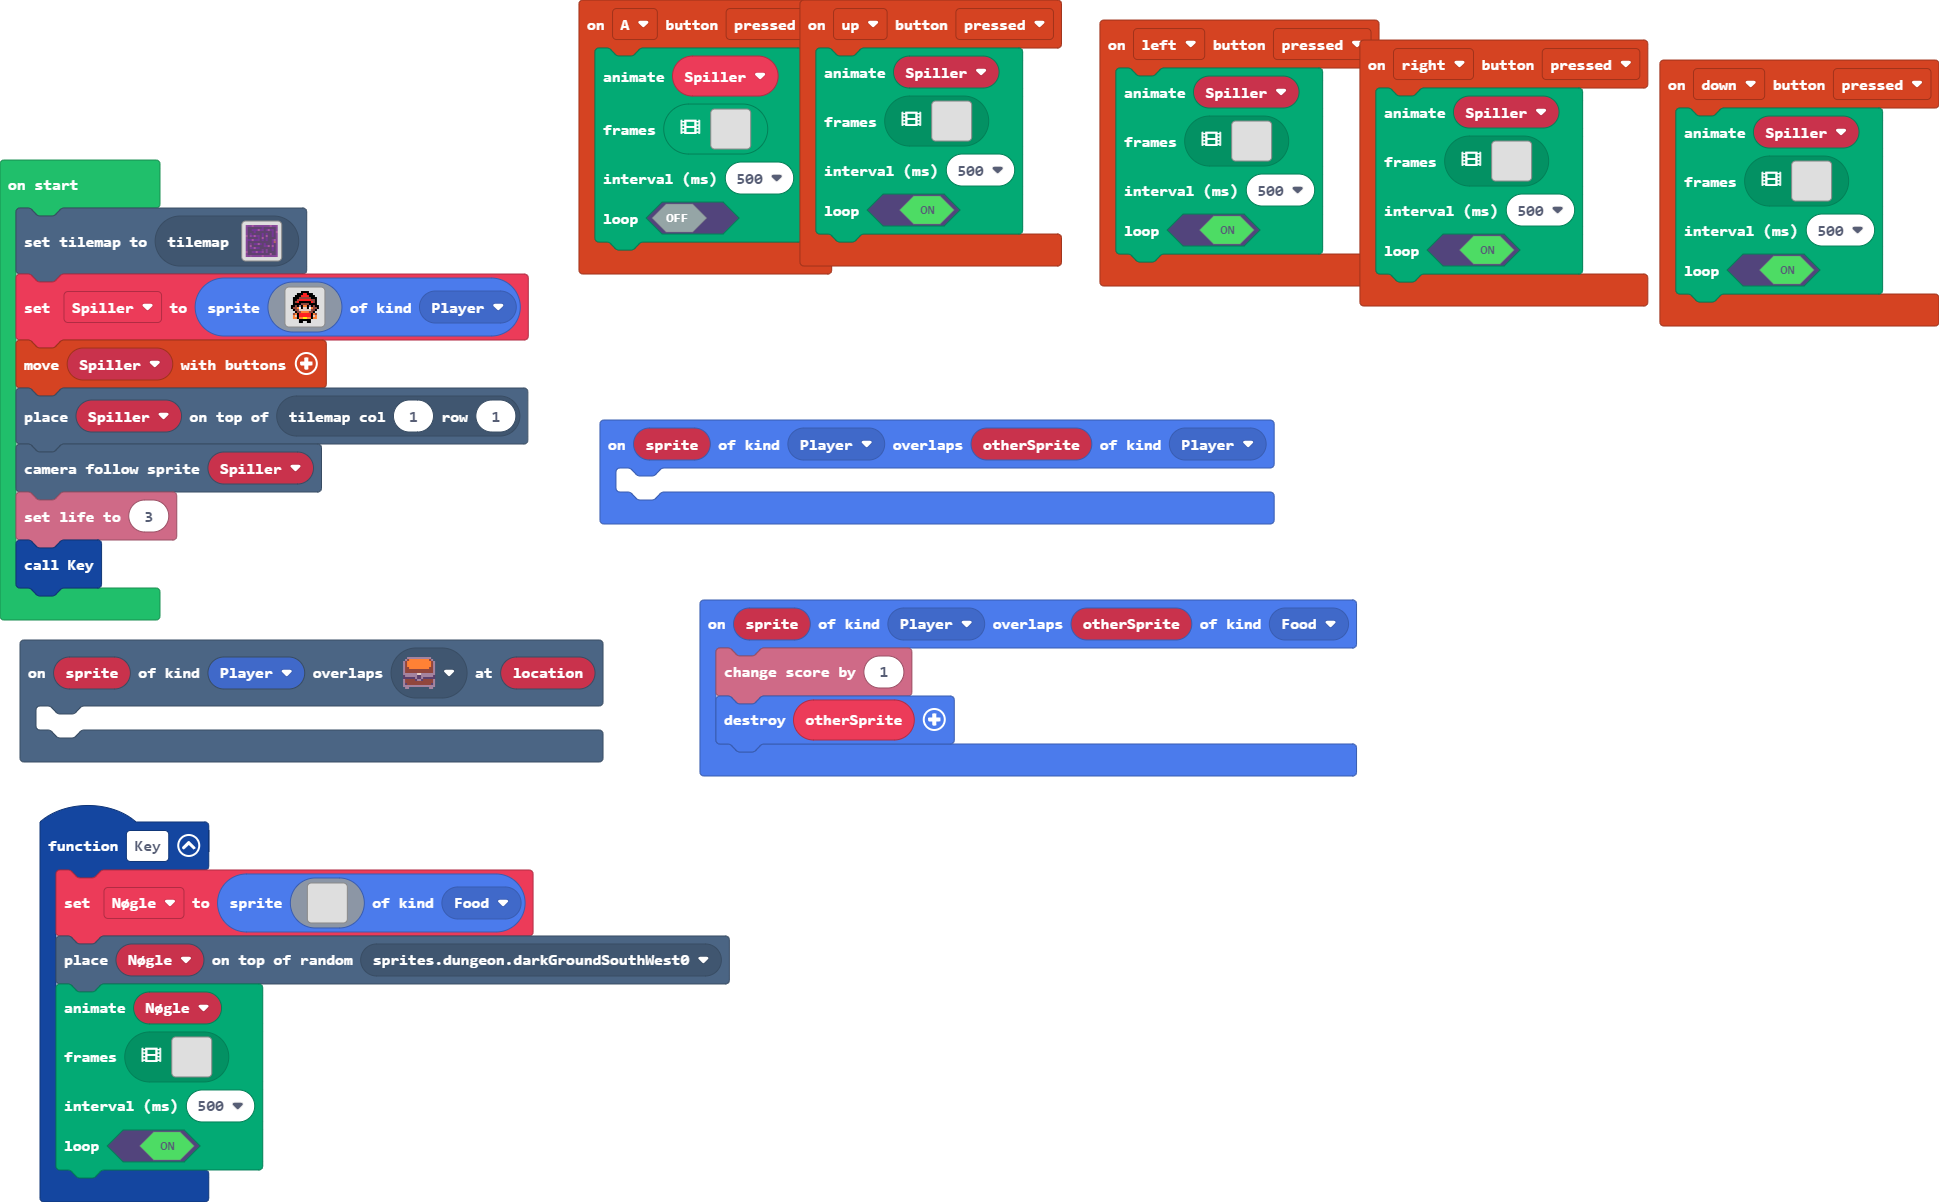 on start
set tilemap to tilemap
set Spiller to sprite of kind Player
move Spiller with buttons
place Spiller on top of tilemap col 1 row 1
camera follow sprite Spiller
set life to 3
call Key
on A button pressed
animate Spiller
frames
interval (ms) 500
loop OFF
on up button pressed
animate Spiller
frames
interval (ms) 500
loop ON
on left button pressed
animate Spiller
frames
interval (ms) 500
loop ON
on right button pressed
animate Spiller
frames
interval (ms) 500
loop ON
on down button pressed
animate Spiller
frames
interval (ms) 500
loop ON
on sprite of kind Player overlaps otherSprite of kind Player
on sprite of kind Player overlaps otherSprite of kind Food
change score by 1
destroy otherSprite
on sprite of kind Player overlaps at location
function Key
set Nøgle to sprite of kind Food
place Nøgle on top of random sprites.dungeon.darkGroundSouthWest0
animate Nøgle
frames
interval (ms) 500
loop ON